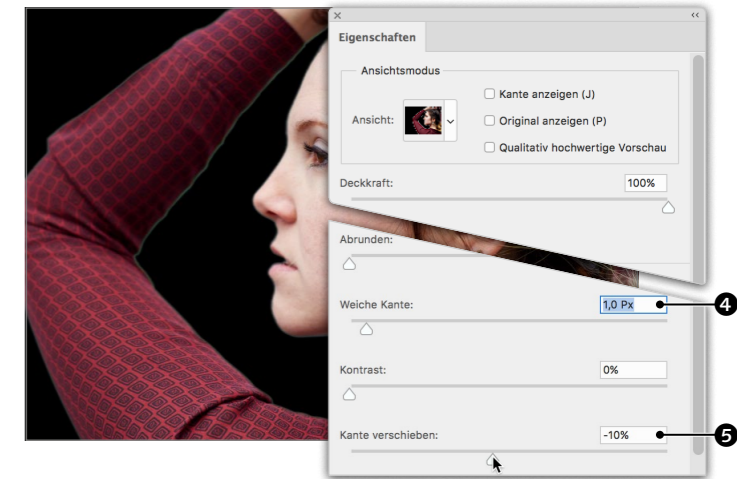 Eigenschaften
Ansichtsmodus
Ansicht:
Kante anzeigen (J)
Original anzeigen (P)
Qualitativ hochwertige Vorschau
Deckkraft: 100%
Abrunden:
Weiche Kante: 1,0 Px 4
Kontrast: 0%
Kante verschieben: -10% 5